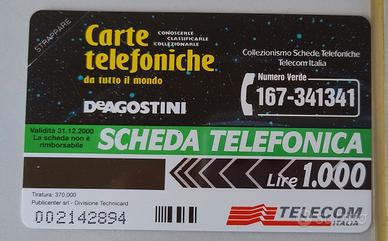 STRAPPARE
Carte
telefoniche
da tutto il mondo
CONOSCERLE
CLASSIFICARLE
COLLEZIONARLE
DeAGOSTINI
Collezionismo Schede Telefoniche
Telecom Italia
Numero Verde
167-341341
Validità 31.12.2000
La scheda non è
rimborsabile
SCHEDA TELEFONICA
Lire 1.000
Tiratura: 370.000
Publicenter srl - Divisione Technicard
002142894
TELECOM
ITALIA